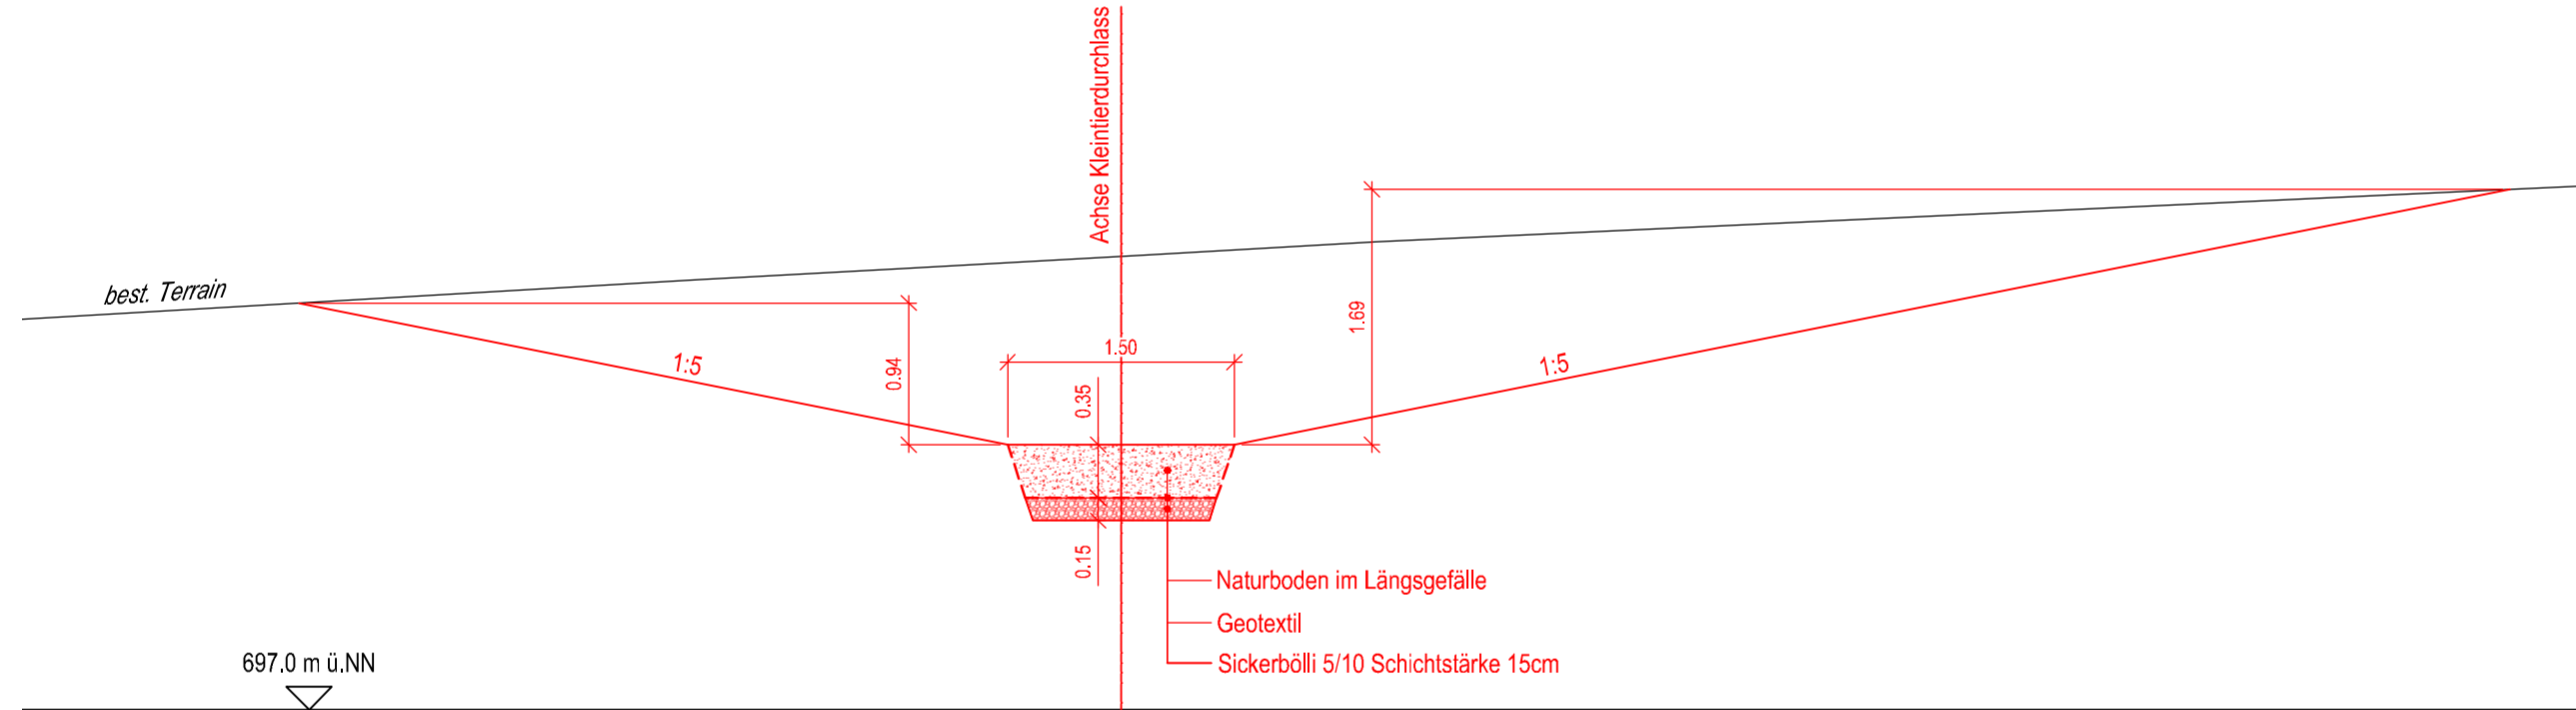 Achse Kleintierdurchlass
best. Terrain
1.69
1.50
1:5
0.94
1:5
0.35
0.15
Naturboden im Längsgefälle
Geotextil
Sickerbölli 5/10 Schichtstärke 15cm
697.0 m ü.NN